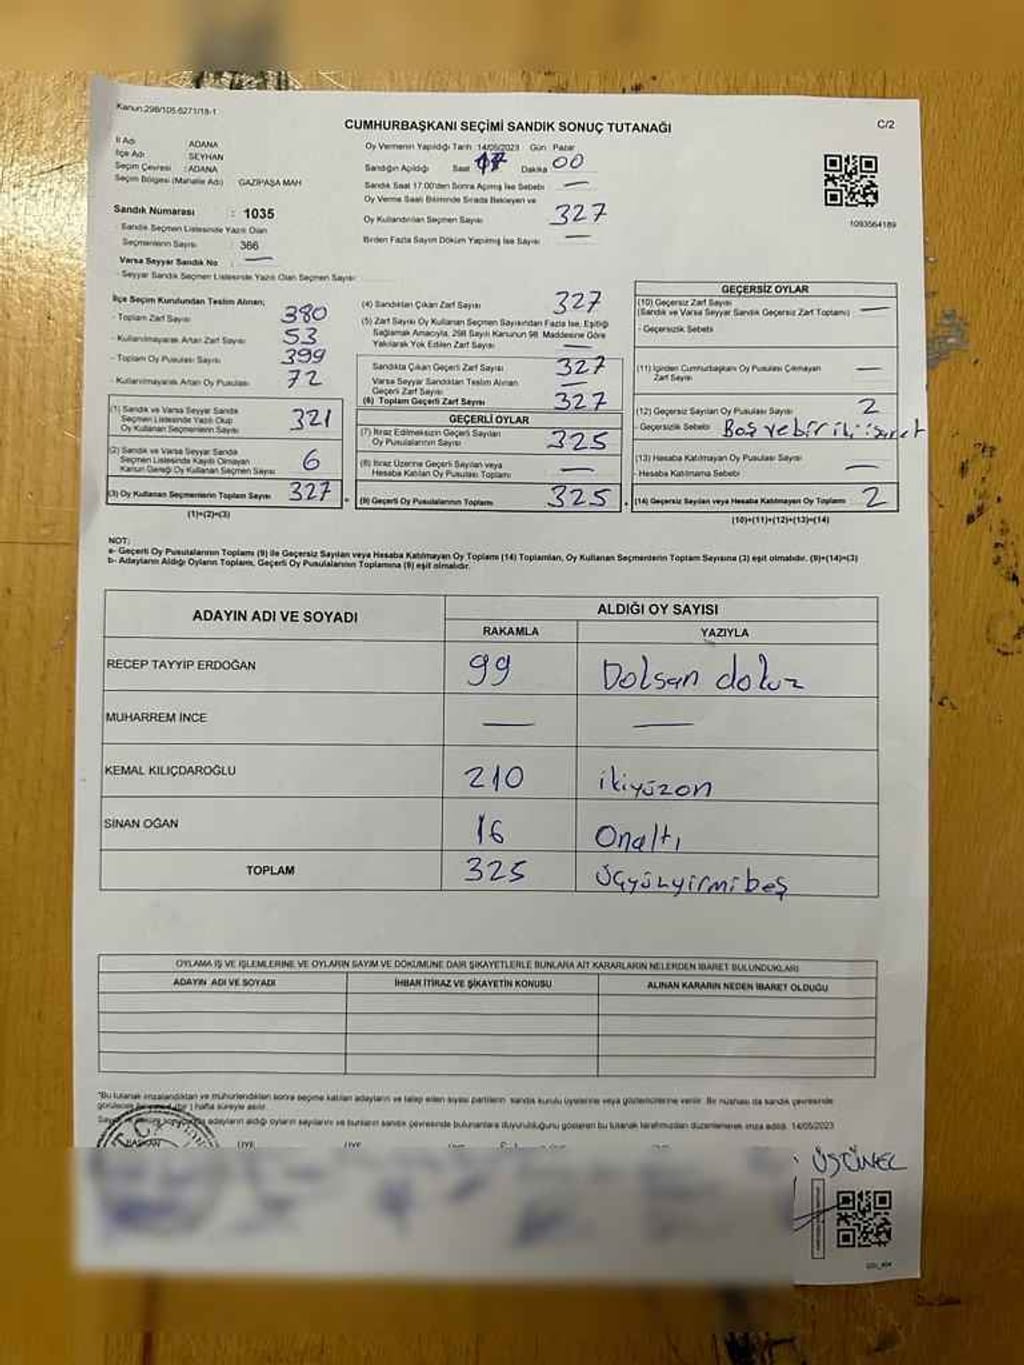 Kanun:298/105-6271/18-1
CUMHURBAŞKANI SEÇİMİ SANDIK SONUÇ TUTANAĞI
C/2
İl Adı ADANA
İlçe Adı SEYHAN
Seçim Çevresi :ADANA
Seçim Bölgesi (Mahalle Adı) GAZİPAŞA MAH
Sandık Numarası : 1035
Sandık Seçmen Listesinde Yazılı Olan
Seçmenlerin Sayısı : 366
Varsa Seyyar Sandık No : —
- Seyyar Sandık Seçmen Listesinde Yazılı Olan Seçmen Sayısı
Oy Vermenin Yapıldığı Tarih :14/05/2023 Gün Pazar
Sandığın Açıldığı Saat 17 Dakika 00
Sandık Saat 17.00'den Sonra Açılmış İse Sebebi —
Oy Verme Saati Bitiminde Sırada Bekleyen ve
Oy Kullandırılan Seçmen Sayısı 327
Birden Fazla Sayım Döküm Yapılmış İse Sayısı —
1093564189
İlçe Seçim Kurulundan Teslim Alınan;
- Toplam Zarf Sayısı 380
- Kullanılmayarak Artan Zarf Sayısı 53
- Toplam Oy Pusulası Sayısı 399
- Kullanılmayarak Artan Oy Pusulası 72
(1) Sandık ve Varsa Seyyar Sandık
Seçmen Listesinde Yazılı Olup
Oy Kullanan Seçmenlerin Sayısı 321
(2) Sandık ve Varsa Seyyar Sandık
Seçmen Listesinde Kayıtlı Olmayan
Kanun Gereği Oy Kullanan Seçmen Sayısı 6
(3) Oy Kullanan Seçmenlerin Toplam Sayısı 327
(1)+(2)=(3)
(4) Sandıktan Çıkan Zarf Sayısı 327
(5) Zarf Sayısı Oy Kullanan Seçmen Sayısından Fazla İse, Eşitliği
Sağlamak Amacıyla, 298 Sayılı Kanunun 98. Maddesine Göre
Yakılarak Yok Edilen Zarf Sayısı —
Sandıkta Çıkan Geçerli Zarf Sayısı 327
Varsa Seyyar Sandıktan Teslim Alınan
Geçerli Zarf Sayısı —
(6) Toplam Geçerli Zarf Sayısı 327
GEÇERLİ OYLAR
(7) İtiraz Edilmeksizin Geçerli Sayılan
Oy Pusulalarının Sayısı 325
(8) İtiraz Üzerine Geçerli Sayılan veya
Hesaba Katılan Oy Pusulası Toplamı —
(9) Geçerli Oy Pusulalarının Toplamı 325
GEÇERSİZ OYLAR
(10) Geçersiz Zarf Sayısı
(Sandık ve Varsa Seyyar Sandık Geçersiz Zarf Toplamı) —
- Geçersizlik Sebebi
(11) İçinden Cumhurbaşkanı Oy Pusulası Çıkmayan
Zarf Sayısı —
(12) Geçersiz Sayılan Oy Pusulası Sayısı 2
- Geçersizlik Sebebi Boş ve bir iki işaret
(13) Hesaba Katılmayan Oy Pusulası Sayısı
- Hesaba Katılmama Sebebi —
(14) Geçersiz Sayılan veya Hesaba Katılmayan Oy Toplamı 2
(10)+(11)+(12)+(13)=(14)
NOT:
a- Geçerli Oy Pusulalarının Toplamı (9) ile Geçersiz Sayılan veya Hesaba Katılmayan Oy Toplamı (14) Toplamları, Oy Kullanan Seçmenlerin Toplam Sayısına (3) eşit olmalıdır. (9)+(14)=(3)
b- Adayların Aldığı Oyların Toplamı, Geçerli Oy Pusulalarının Toplamına (9) eşit olmalıdır.
ADAYIN ADI VE SOYADI ALDIĞI OY SAYISI
RAKAMLA YAZIYLA
RECEP TAYYİP ERDOĞAN 99 Doksan dokuz
MUHARREM İNCE — —
KEMAL KILIÇDAROĞLU 210 ikiyüzon
SİNAN OĞAN 16 Onaltı
TOPLAM 325 üçyüzyirmibeş
OYLAMA İŞ VE İŞLEMLERİNE VE OYLARIN SAYIM VE DÖKÜMÜNE DAİR ŞİKAYETLERLE BUNLARA AİT KARARLARIN NELERDEN İBARET BULUNDUKLARI
ADAYIN ADI VE SOYADI İHBAR İTİRAZ VE ŞİKAYETİN KONUSU ALINAN KARARIN NEDEN İBARET OLDUĞU
"Bu tutanak imzalandıktan ve mühürlendikten sonra seçime katılan adayların ve talep eden siyasi partilerin sandık kurulu üyelerine veya gözlemcilerine verilir. Bir nüshası da sandık çevresinde
hafta süreyle asılır.
adayların aldığı oyların sayılarını ve bunların sandık çevresinde bulunanlara duyurulduğunu gösteren bu tutanak tarafımızdan düzenlenerek imza edildi. 14/05/2023
BAŞKAN ÜYE ÜYE
ÜSTÜNEL